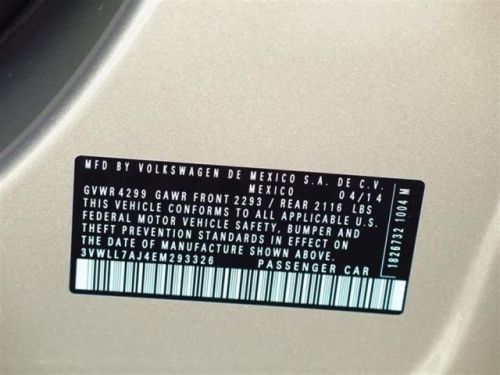 MFD BY VOLKSWAGEN DE MEXICO S.A. DE C.V.
MEXICO 04/14
GVWR 4299 GAWR FRONT 2293 / REAR 2116 LBS
THIS VEHICLE CONFORMS TO ALL APPLICABLE U.S.
FEDERAL MOTOR VEHICLE SAFETY, BUMPER AND
THEFT PREVENTION STANDARDS IN EFFECT ON
THE DATE OF MANUFACTURE SHOWN ABOVE.
3VWLL7AJ4EM293326 PASSENGER CAR
1826732 1004 M